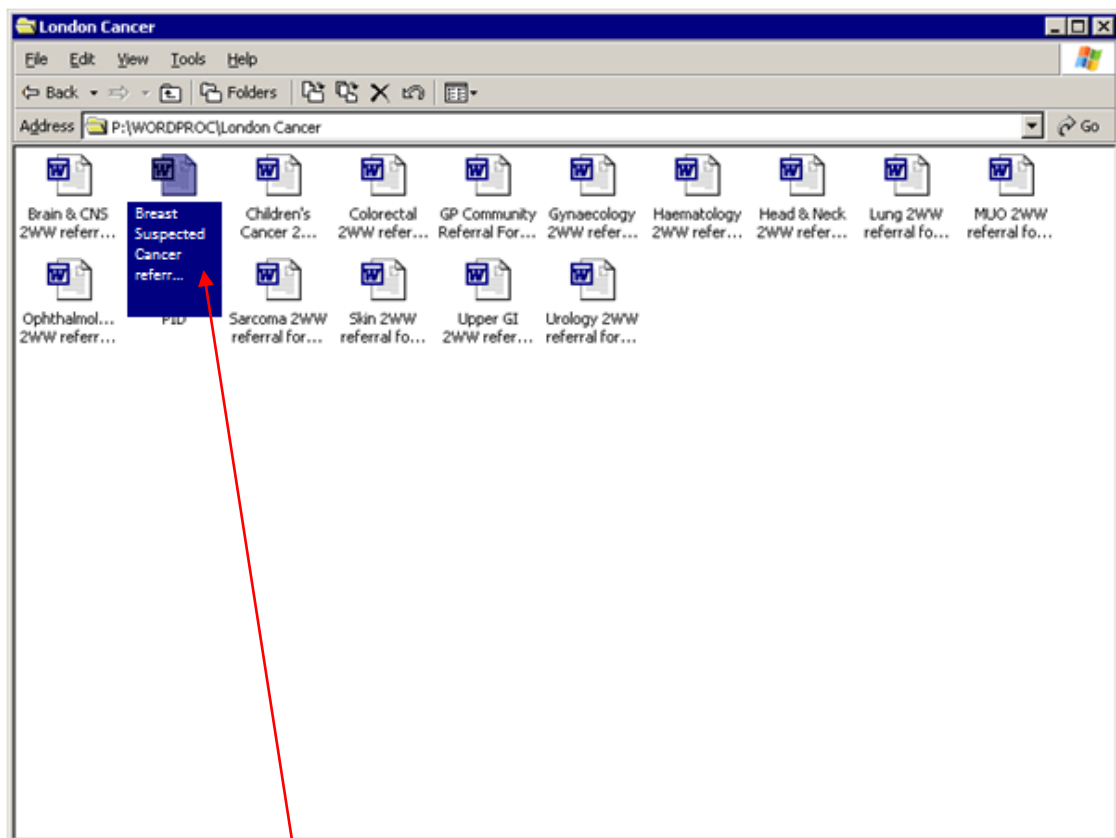 London Cancer
File Edit View Tools Help
Back Folders
Address P:\WORDPROC\London Cancer Go
Brain & CNS Breast Children's Colorectal GP Community Gynaecology Haematology Head & Neck Lung 2WW MUO 2WW
2WW referr... Suspected Cancer 2... 2WW refer... Referral For... 2WW refer... 2WW refer... 2WW refer... referral fo... referral fo...
Cancer
referr...
Ophthalmol... PID Sarcoma 2WW Skin 2WW Upper GI Urology 2WW
2WW referr... referral for... referral fo... 2WW refer... referral for...